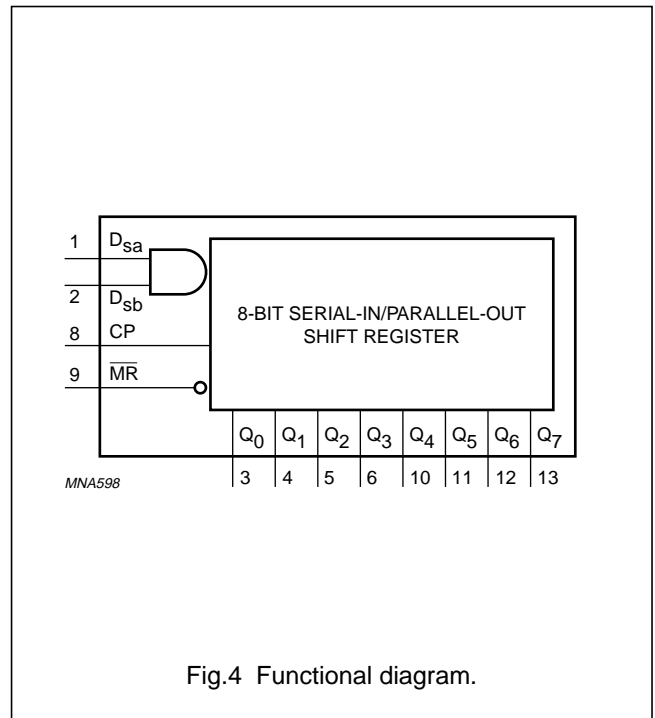 1 Dsa
2 Dsb
8 CP
9 M̅R̅
8-BIT SERIAL-IN/PARALLEL-OUT
SHIFT REGISTER
Q0 Q1 Q2 Q3 Q4 Q5 Q6 Q7
3 4 5 6 10 11 12 13
MNA598
Fig.4 Functional diagram.